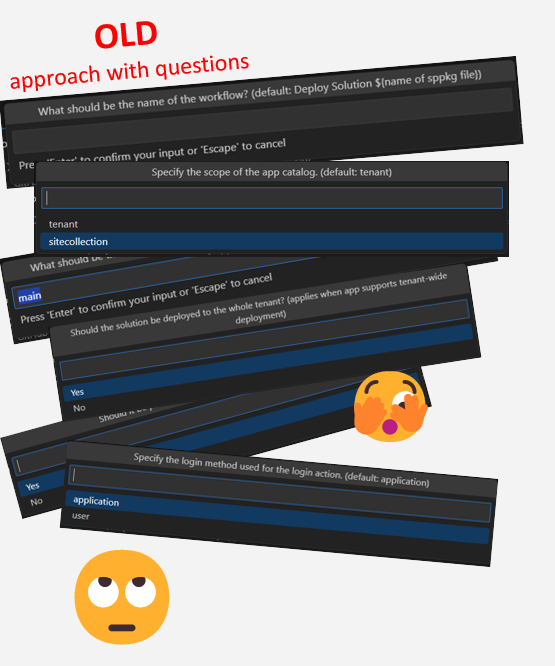 OLD
approach with questions
What should be the name of the workflow? (default: Deploy Solution ${name of sppkg file})
'Enter' to confirm your input or 'Escape' to cancel
Specify the scope of the app catalog. (default: tenant)
tenant
sitecollection
What should be
main
Press 'Enter' to confirm your input or 'Escape' to cancel
Should the solution be deployed to the whole tenant? (applies when app supports tenant-wide
deployment)
Yes
No
Should it be
Yes
No
Specify the login method used for the login action. (default: application)
application
user